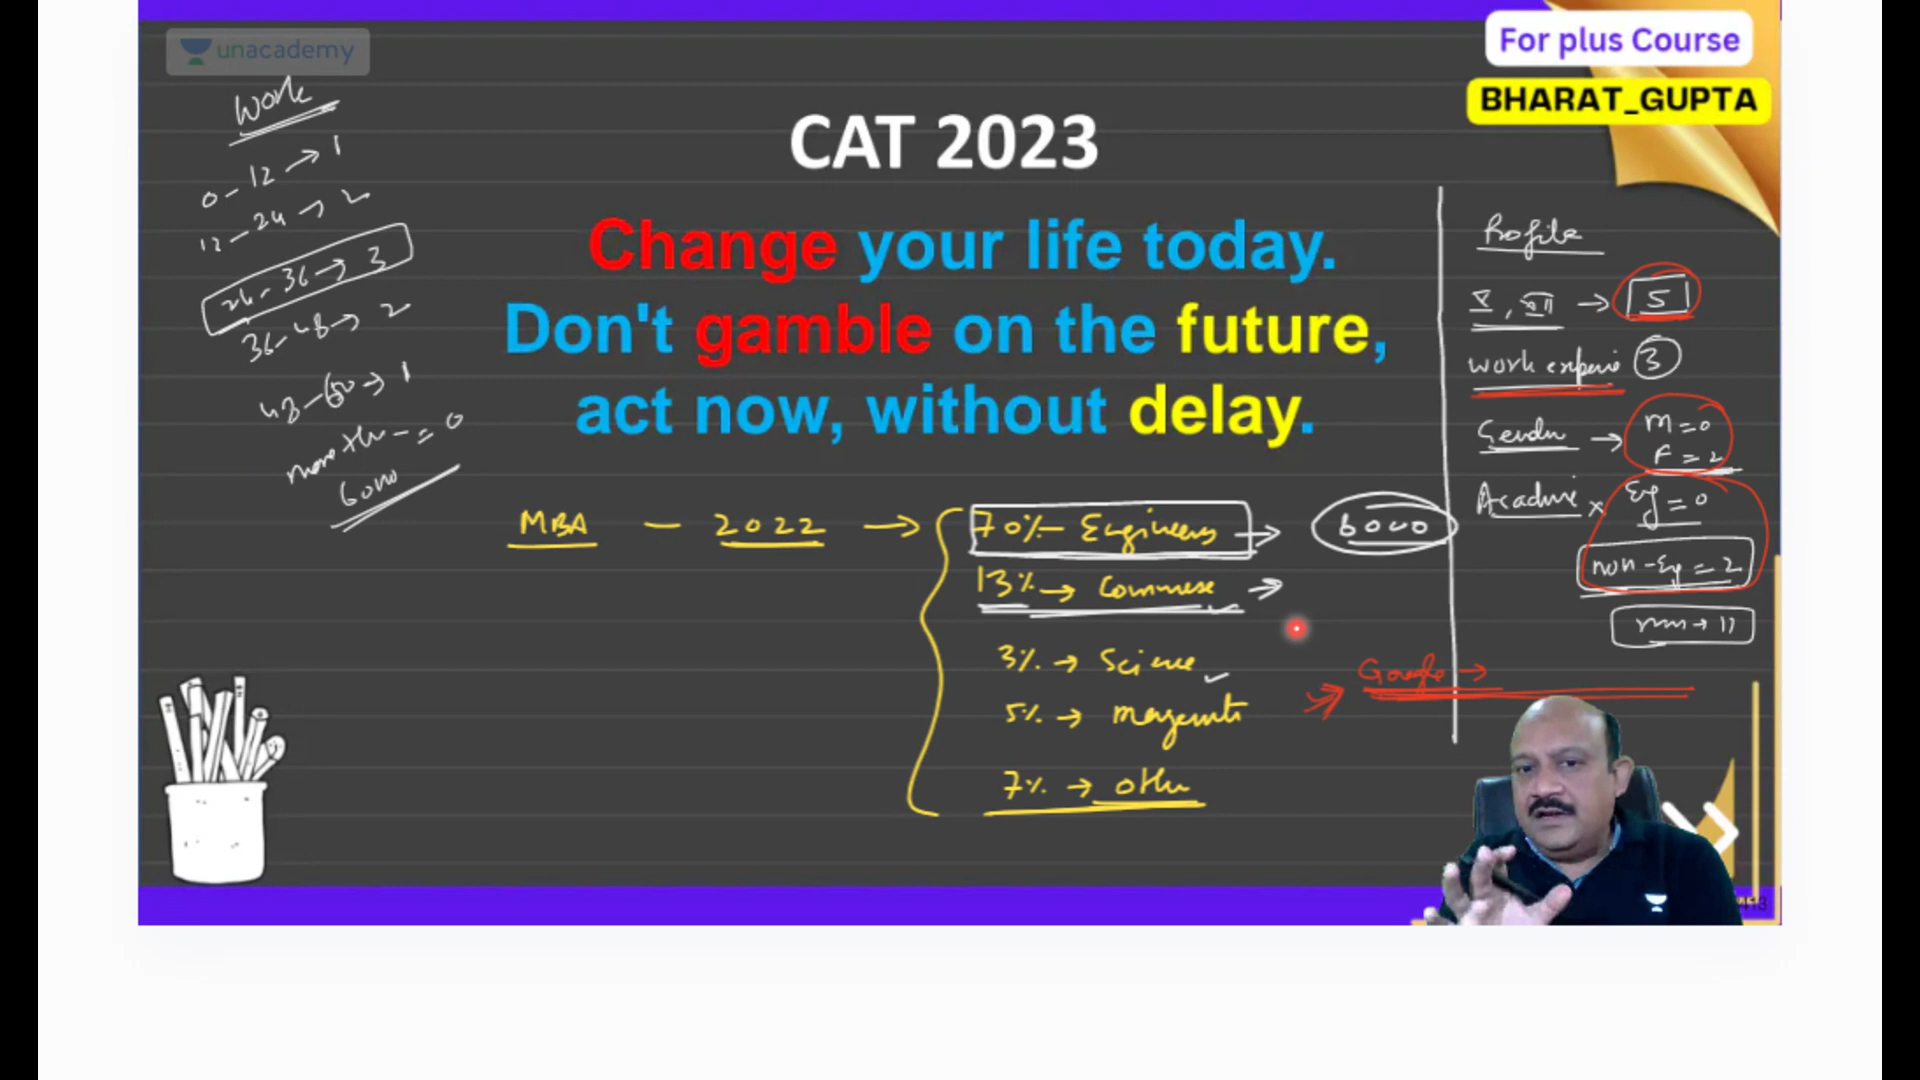 unacademy
For plus Course
BHARAT_GUPTA
CAT 2023
Change your life today.
Don't gamble on the future,
act now, without delay.
Work
0 - 12 → 1
12 - 24 → 2
24 - 36 → 3
36 - 48 → 2
48 - 60 → 1
more than = 0
60
MBA - 2022 →
70% - Engineers → 6000
13% → Commerce →
3% → Science
5% →
7% → other
Google →
Profile
X, XII → 5
work 3
Gender → M = 0
F = 2
Eg = 0
non - Eg = 2
→ 11